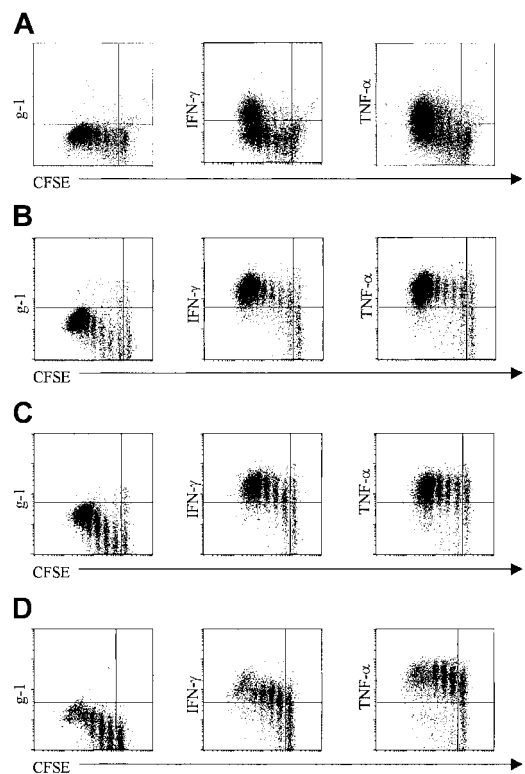 A
g-1
IFN-γ
TNF-α
CFSE
B
g-1
IFN-γ
TNF-α
CFSE
C
g-1
IFN-γ
TNF-α
CFSE
D
g-1
IFN-γ
TNF-α
CFSE